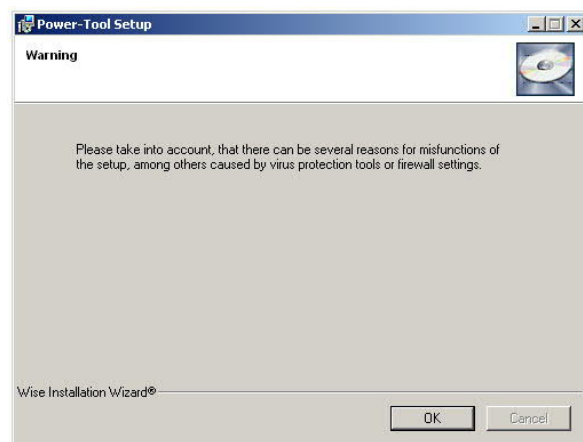 Power-Tool Setup
Warning
Please take into account, that there can be several reasons for misfunctions of
the setup, among others caused by virus protection tools or firewall settings.
Wise Installation Wizard®
OK
Cancel